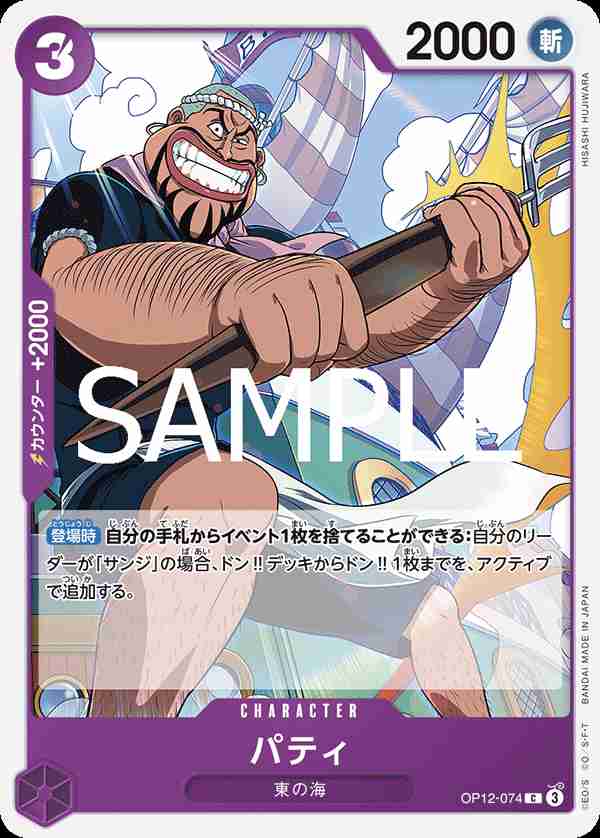 3
2000 斬
HISASHI FUJIWARA
カウンター +2000
SAMPLE
登場時 自分の手札からイベント1枚を捨てることができる：自分のリー
ダーが「サンジ」の場合、ドン!!デッキからドン!!1枚までを、アクティブ
で追加する。
CHARACTER
パティ
東の海
OP12-074 C 3
©E.O/S ©O/S・F・T BANDAI MADE IN JAPAN